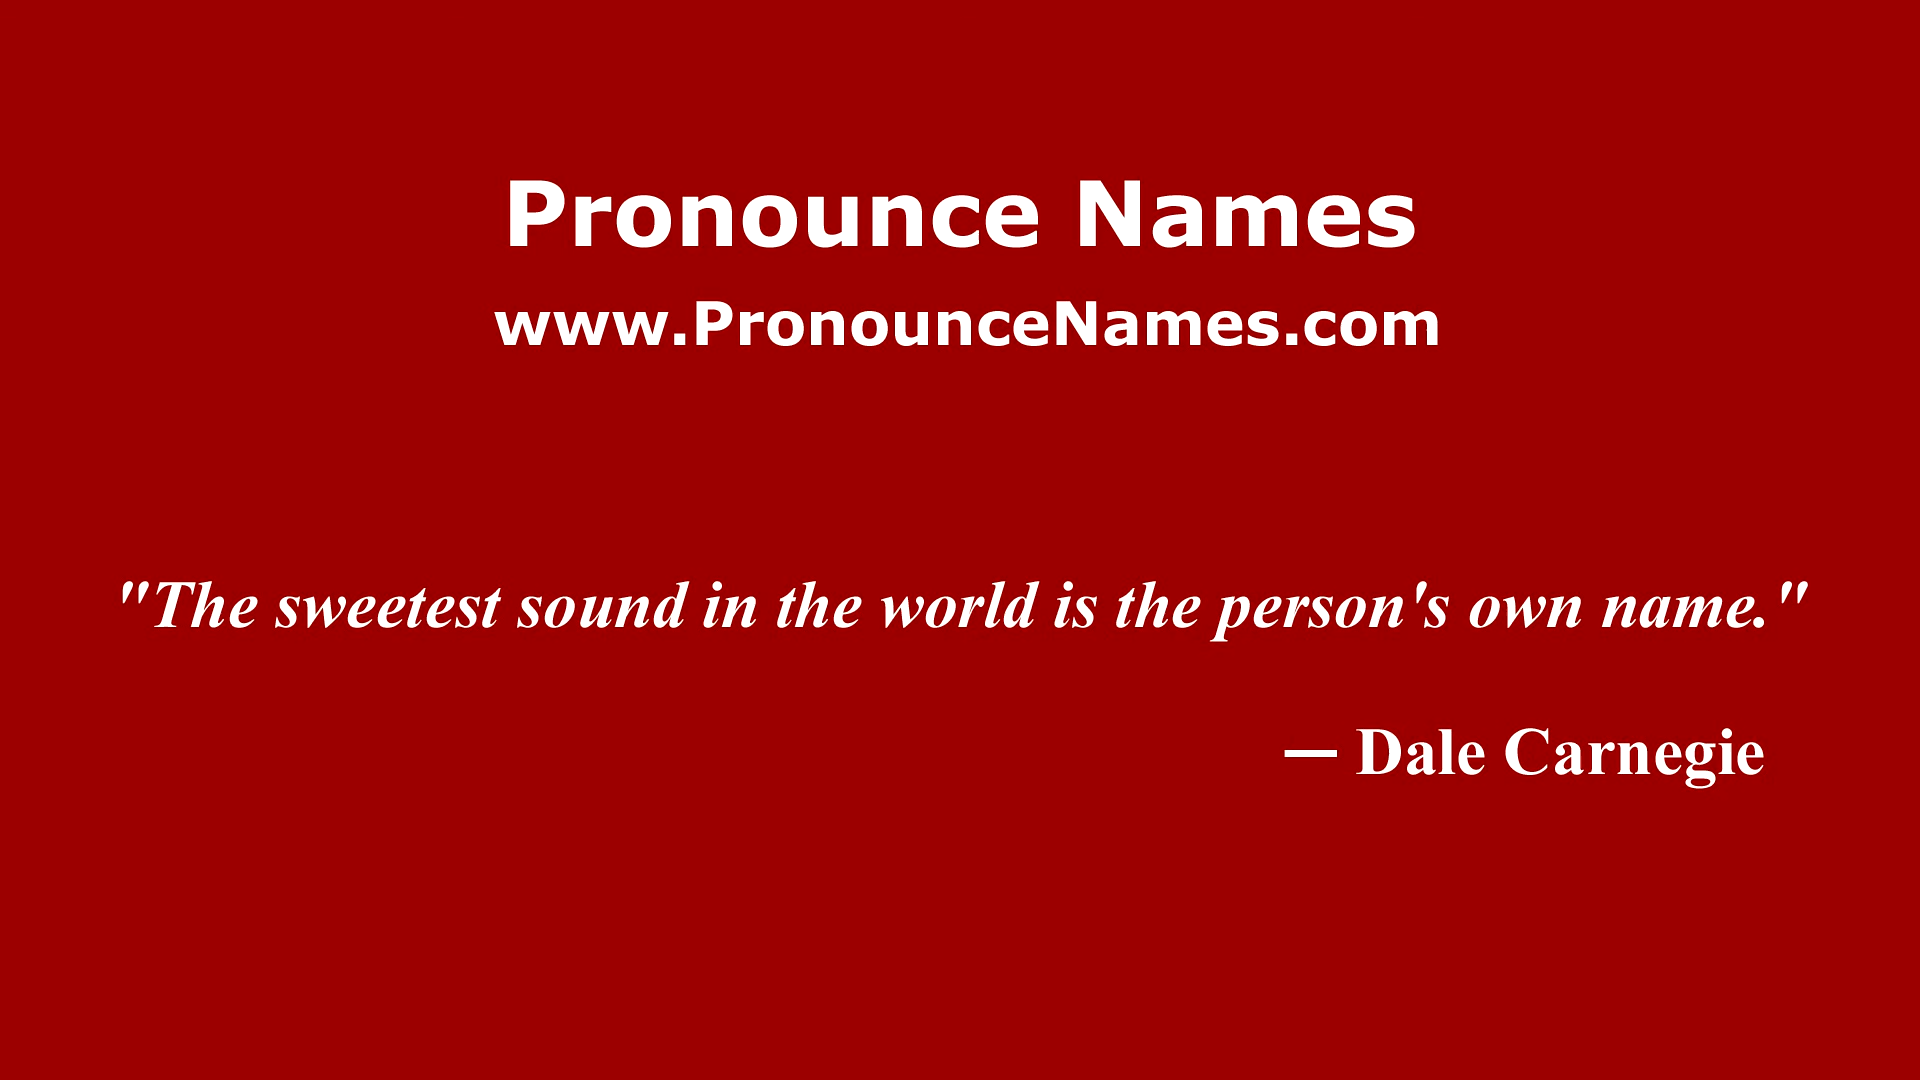 Pronounce Names
www.PronounceNames.com
"The sweetest sound in the world is the person's own name."
— Dale Carnegie